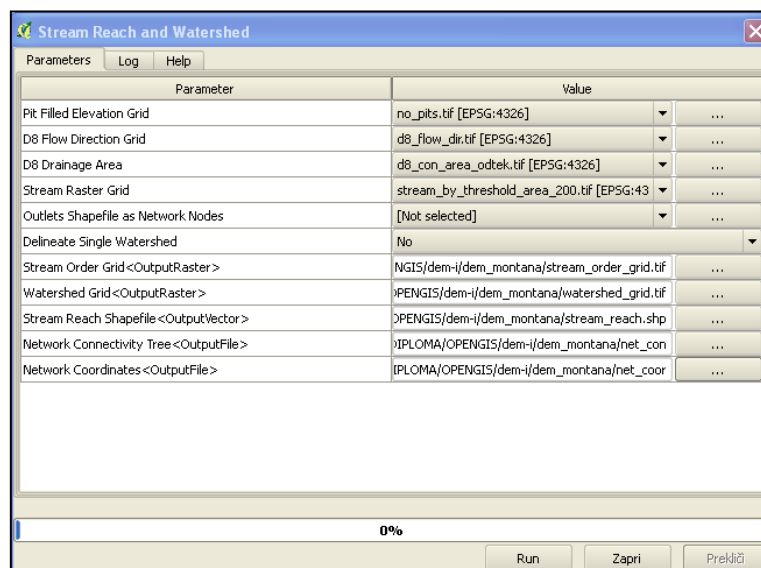 Stream Reach and Watershed
Parameters Log Help
Parameter Value
Pit Filled Elevation Grid no_pits.tif [EPSG:4326] ...
D8 Flow Direction Grid d8_flow_dir.tif [EPSG:4326] ...
D8 Drainage Area d8_con_area_odtek.tif [EPSG:4326] ...
Stream Raster Grid stream_by_threshold_area_200.tif [EPSG:43 ...
Outlets Shapefile as Network Nodes [Not selected] ...
Delineate Single Watershed No
Stream Order Grid<OutputRaster> NGIS/dem-i/dem_montana/stream_order_grid.tif ...
Watershed Grid<OutputRaster> OPENGIS/dem-i/dem_montana/watershed_grid.tif ...
Stream Reach Shapefile<OutputVector> OPENGIS/dem-i/dem_montana/stream_reach.shp ...
Network Connectivity Tree<OutputFile> DIPLOMA/OPENGIS/dem-i/dem_montana/net_con ...
Network Coordinates<OutputFile> IPLOMA/OPENGIS/dem-i/dem_montana/net_coor ...
0%
Run Zapri Prekliči